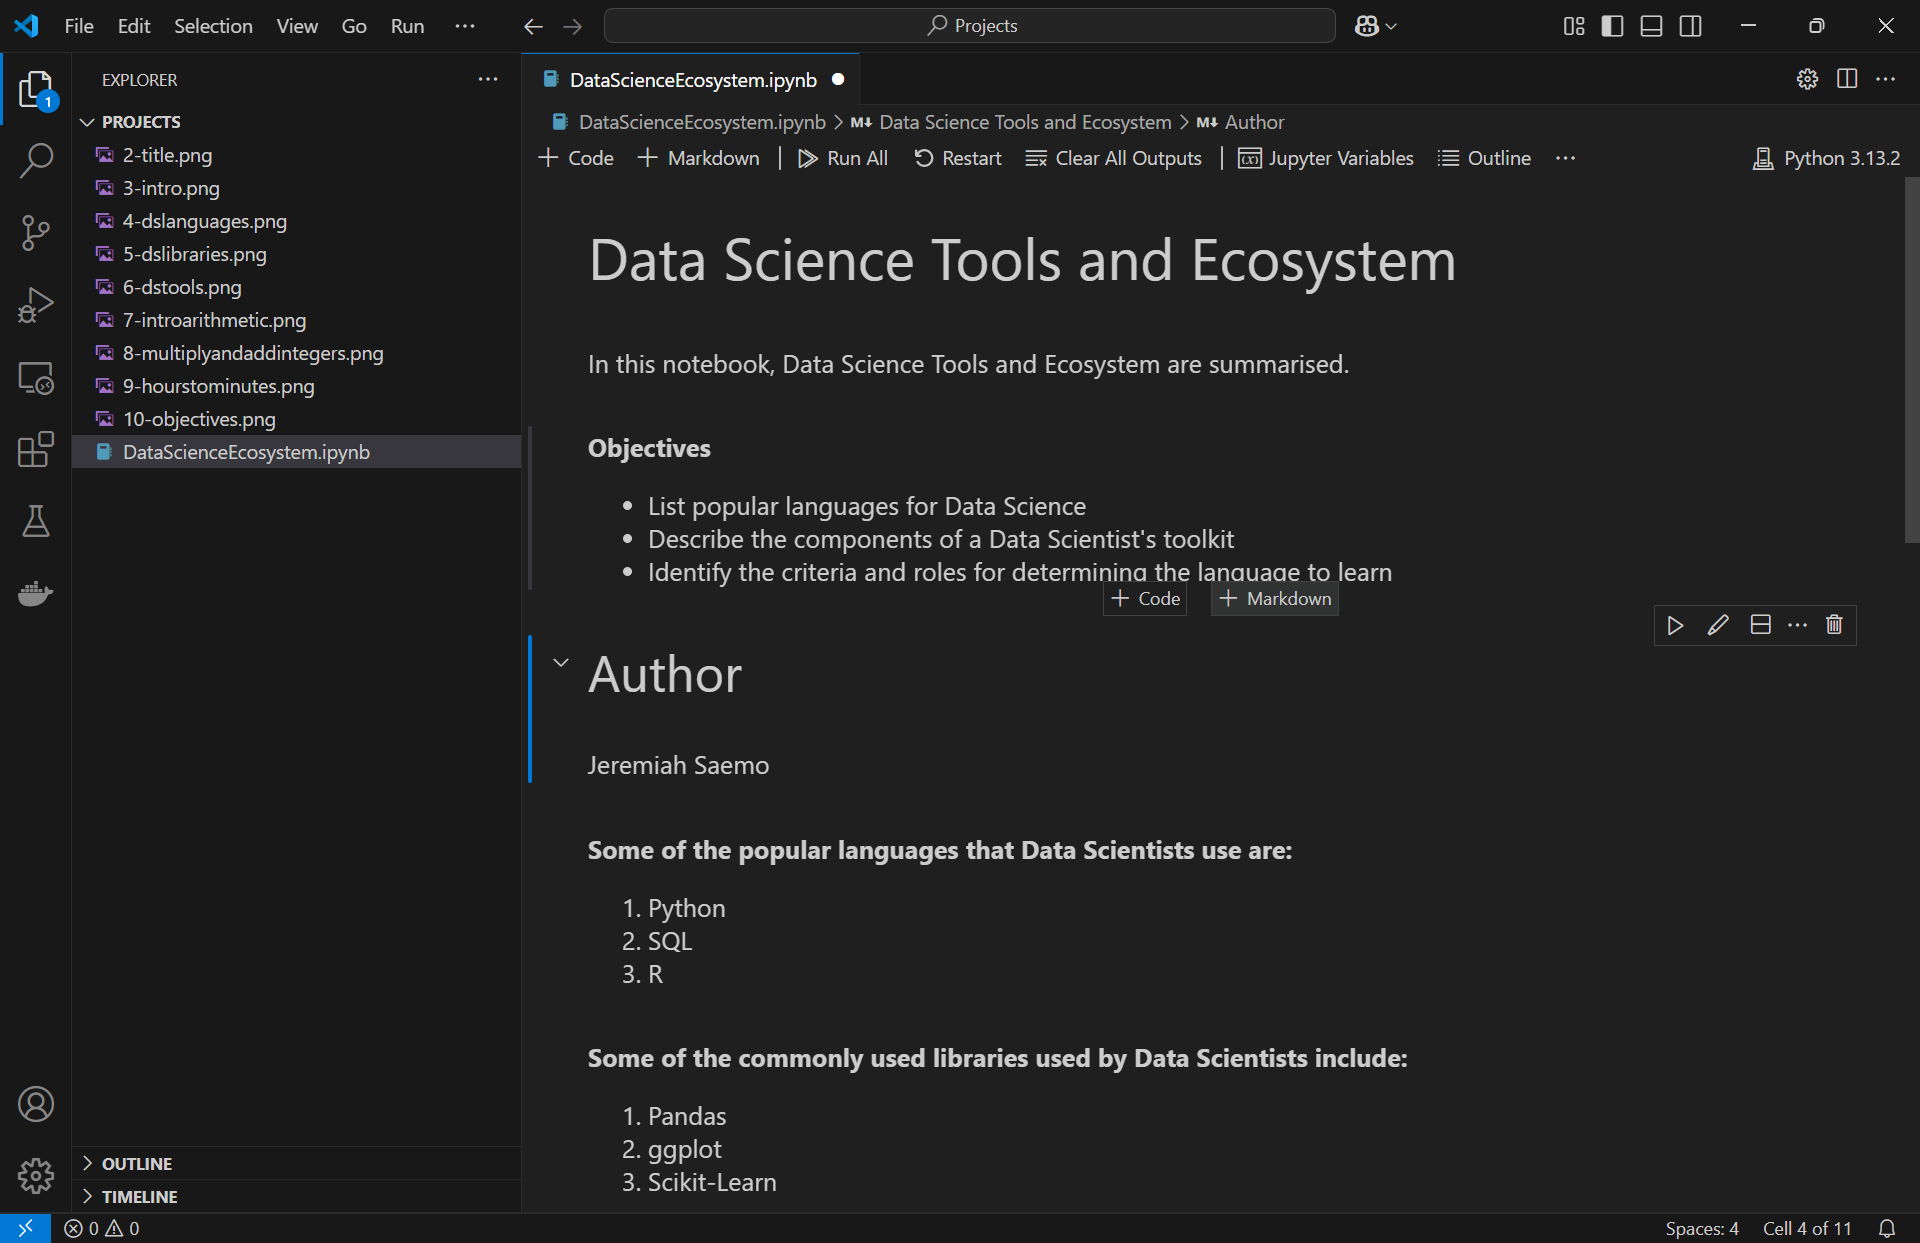 File Edit Selection View Go Run ··· Projects
EXPLORER ···
PROJECTS
2-title.png
3-intro.png
4-dslanguages.png
5-dslibraries.png
6-dstools.png
7-introarithmetic.png
8-multiplyandaddintegers.png
9-hourstominutes.png
10-objectives.png
DataScienceEcosystem.ipynb
OUTLINE
TIMELINE
1
DataScienceEcosystem.ipynb
DataScienceEcosystem.ipynb > M↓ Data Science Tools and Ecosystem > M↓ Author
+ Code + Markdown | Run All Restart Clear All Outputs | Jupyter Variables Outline ··· Python 3.13.2
Data Science Tools and Ecosystem
In this notebook, Data Science Tools and Ecosystem are summarised.
Objectives
• List popular languages for Data Science
• Describe the components of a Data Scientist's toolkit
• Identify the criteria and roles for determining the language to learn
+ Code + Markdown
Author
Jeremiah Saemo
Some of the popular languages that Data Scientists use are:
1. Python
2. SQL
3. R
Some of the commonly used libraries used by Data Scientists include:
1. Pandas
2. ggplot
3. Scikit-Learn
0 0 Spaces: 4 Cell 4 of 11